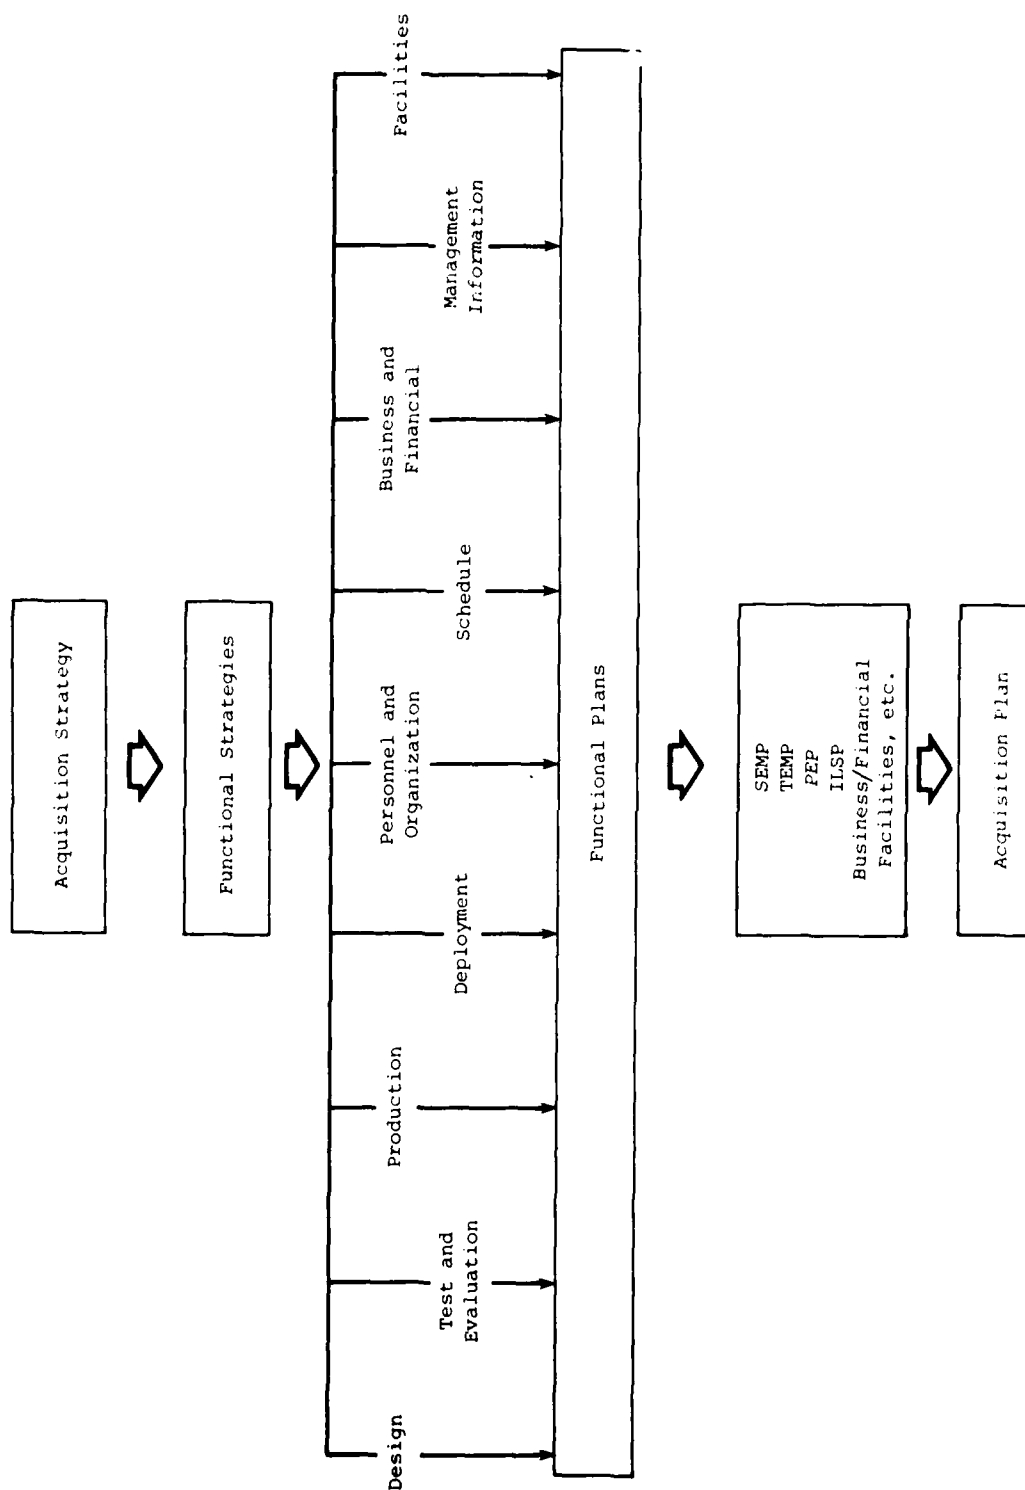 Acquisition Strategy
Functional Strategies
Design
Test and
Evaluation
Production
Deployment
Personnel and
Organization
Schedule
Business and
Financial
Management
Information
Facilities
Functional Plans
SEMP
TEMP
PEP
ILSP
Business/Financial
Facilities, etc.
Acquisition Plan